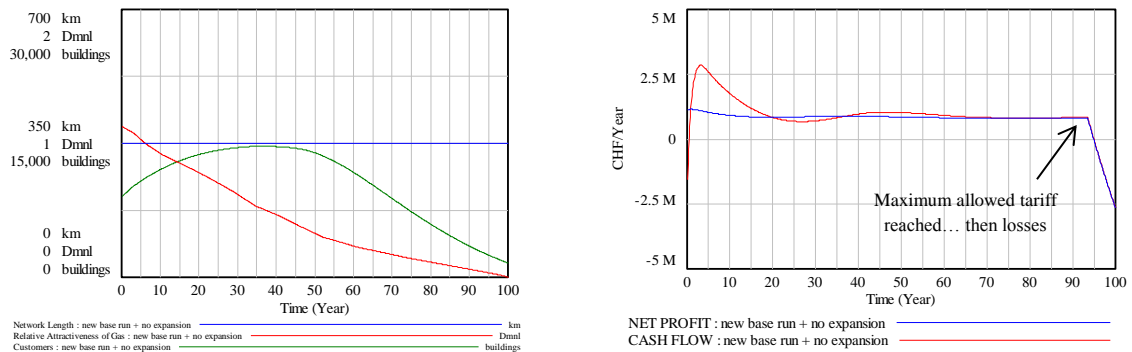 700 km
2 Dmnl
30,000 buildings
350 km
1 Dmnl
15,000 buildings
0 km
0 Dmnl
0 buildings
0 10 20 30 40 50 60 70 80 90 100
Time (Year)
Network Length : new base run + no expansion km
Relative Attractiveness of Gas : new base run + no expansion Dmnl
Customers : new base run + no expansion buildings
5 M
2.5 M
0
-2.5 M
-5 M
CHF/Year
Maximum allowed tariff
reached… then losses
0 10 20 30 40 50 60 70 80 90 100
Time (Year)
NET PROFIT : new base run + no expansion
CASH FLOW : new base run + no expansion